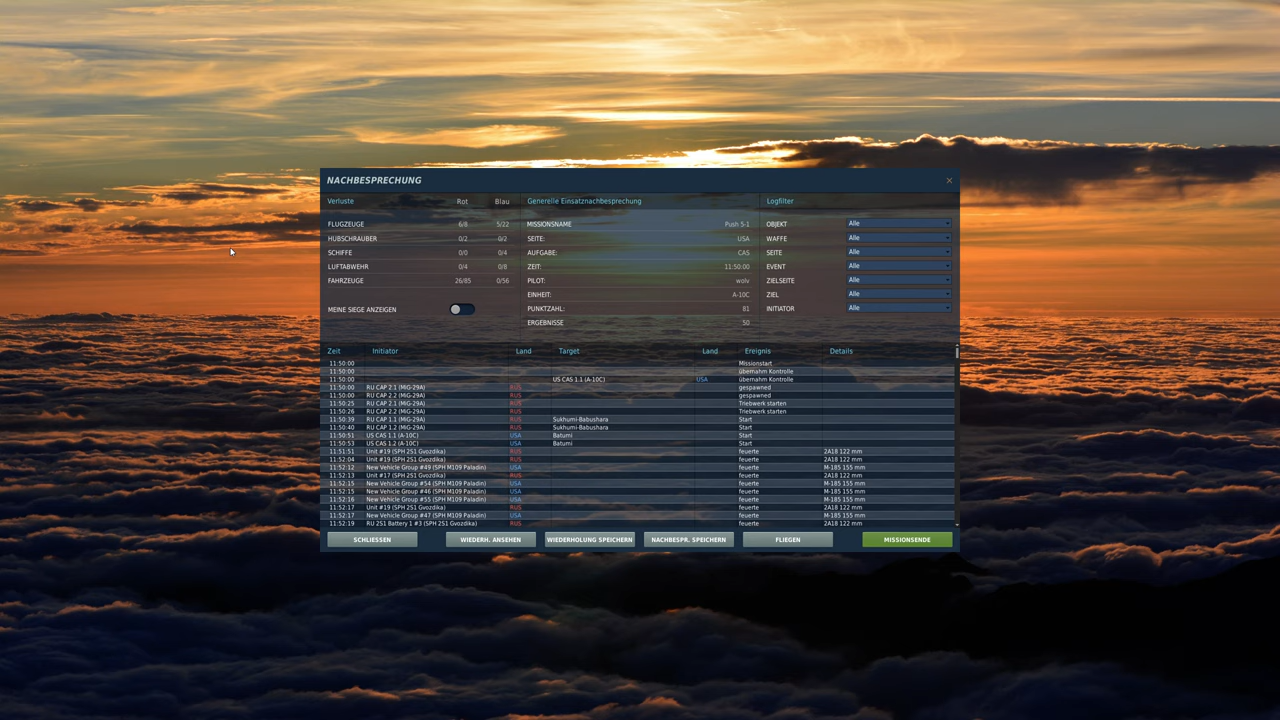 NACHBESPRECHUNG
Verluste Rot Blau Generelle Einsatznachbesprechung Logfilter
FLUGZEUGE 6/8 5/22 MISSIONSNAME Push 5-1 OBJEKT Alle
HUBSCHRAUBER 0/2 0/2 SEITE: USA WAFFE Alle
SCHIFFE 0/0 0/4 AUFGABE: CAS SEITE Alle
LUFTABWEHR 0/4 0/8 ZEIT: 11:50:00 EVENT Alle
FAHRZEUGE 26/85 0/56 PILOT: wolv ZIELSEITE Alle
EINHEIT: A-10C ZIEL Alle
MEINE SIEGE ANZEIGEN PUNKTZAHL: 81 INITIATOR Alle
ERGEBNISSE 50
Zeit Initiator Land Target Land Ereignis Details
11:50:00 Missionstart
11:50:00 übernahm Kontrolle
11:50:00 US CAS 1.1 (A-10C) USA übernahm Kontrolle
11:50:00 RU CAP 2.1 (MiG-29A) RUS gespawned
11:50:00 RU CAP 2.2 (MiG-29A) RUS gespawned
11:50:25 RU CAP 2.1 (MiG-29A) RUS Triebwerk starten
11:50:26 RU CAP 2.2 (MiG-29A) RUS Triebwerk starten
11:50:39 RU CAP 1.1 (MiG-29A) RUS Sukhumi-Babushara Start
11:50:40 RU CAP 1.2 (MiG-29A) RUS Sukhumi-Babushara Start
11:50:51 US CAS 1.1 (A-10C) USA Batumi Start
11:50:53 US CAS 1.2 (A-10C) USA Batumi Start
11:51:51 Unit #19 (SPH 2S1 Gvozdika) RUS feuerte 2A18 122 mm
11:52:04 Unit #19 (SPH 2S1 Gvozdika) RUS feuerte 2A18 122 mm
11:52:12 New Vehicle Group #49 (SPH M109 Paladin) USA feuerte M-185 155 mm
11:52:13 Unit #17 (SPH 2S1 Gvozdika) RUS feuerte 2A18 122 mm
11:52:15 New Vehicle Group #54 (SPH M109 Paladin) USA feuerte M-185 155 mm
11:52:15 New Vehicle Group #46 (SPH M109 Paladin) USA feuerte M-185 155 mm
11:52:16 New Vehicle Group #55 (SPH M109 Paladin) USA feuerte M-185 155 mm
11:52:17 Unit #19 (SPH 2S1 Gvozdika) RUS feuerte 2A18 122 mm
11:52:17 New Vehicle Group #47 (SPH M109 Paladin) USA feuerte M-185 155 mm
11:52:19 RU 2S1 Battery 1 #3 (SPH 2S1 Gvozdika) RUS feuerte 2A18 122 mm
SCHLIESSEN WIEDERH. ANSEHEN WIEDERHOLUNG SPEICHERN NACHBESPR. SPEICHERN FLIEGEN MISSIONSENDE